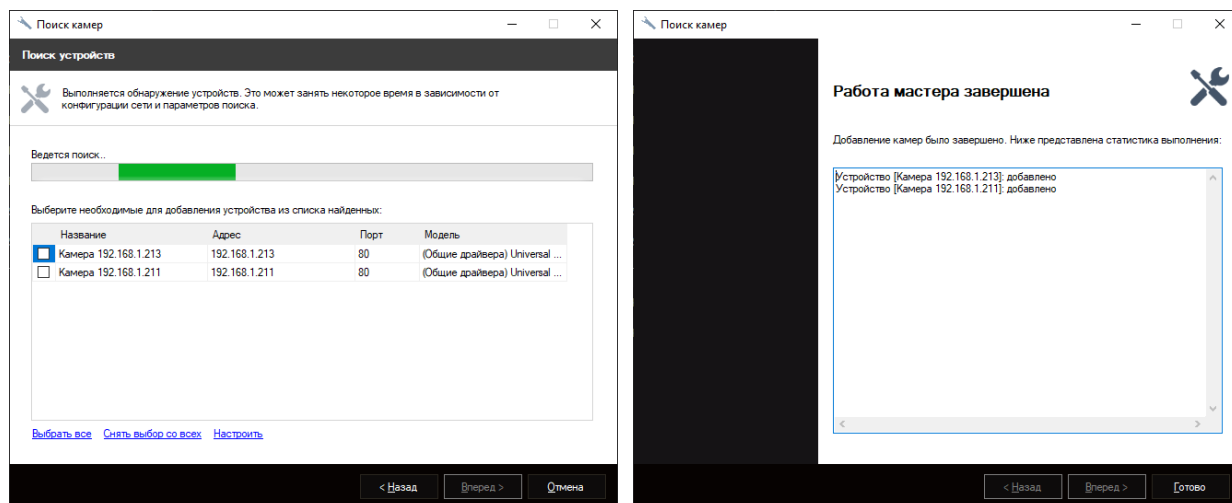 Поиск камер
Поиск устройств
Выполняется обнаружение устройств. Это может занять некоторое время в зависимости от
конфигурации сети и параметров поиска.
Ведется поиск..
Выберите необходимые для добавления устройства из списка найденных:
Название Адрес Порт Модель
Камера 192.168.1.213 192.168.1.213 80 (Общие драйвера) Universal ...
Камера 192.168.1.211 192.168.1.211 80 (Общие драйвера) Universal ...
Выбрать все Снять выбор со всех Настроить
< Назад Вперед > Отмена
Поиск камер
Работа мастера завершена
Добавление камер было завершено. Ниже представлена статистика выполнения:
Устройство [Камера 192.168.1.213]: добавлено
Устройство [Камера 192.168.1.211]: добавлено
< Назад Вперед > Готово